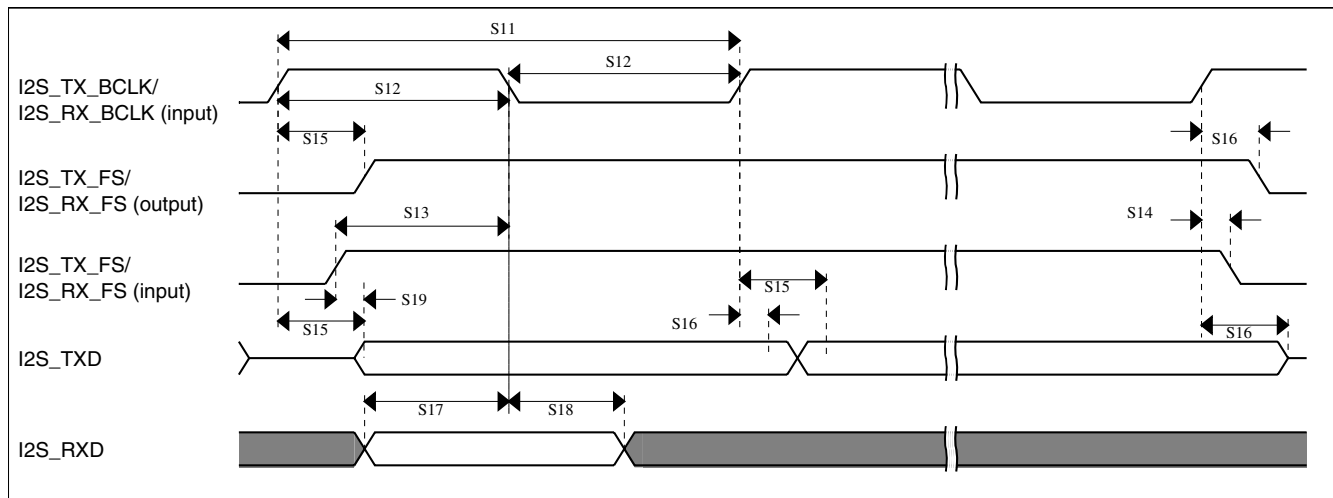 S11
I2S_TX_BCLK/
I2S_RX_BCLK (input)
S12
S12
S15
S16
I2S_TX_FS/
I2S_RX_FS (output)
S13
S14
I2S_TX_FS/
I2S_RX_FS (input)
S19
S15
S15
S16
S16
I2S_TXD
S17
S18
I2S_RXD